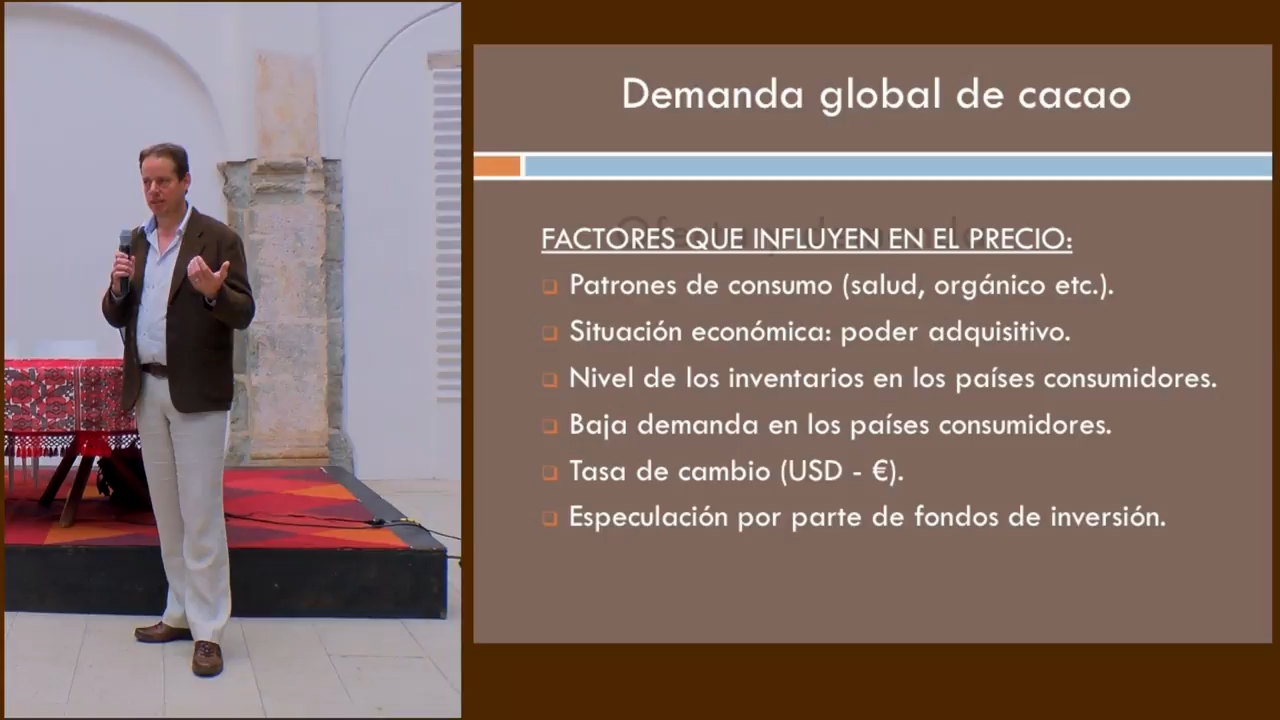 Demanda global de cacao
FACTORES QUE INFLUYEN EN EL PRECIO:
Patrones de consumo (salud, orgánico etc.).
Situación económica: poder adquisitivo.
Nivel de los inventarios en los países consumidores.
Baja demanda en los países consumidores.
Tasa de cambio (USD - €).
Especulación por parte de fondos de inversión.